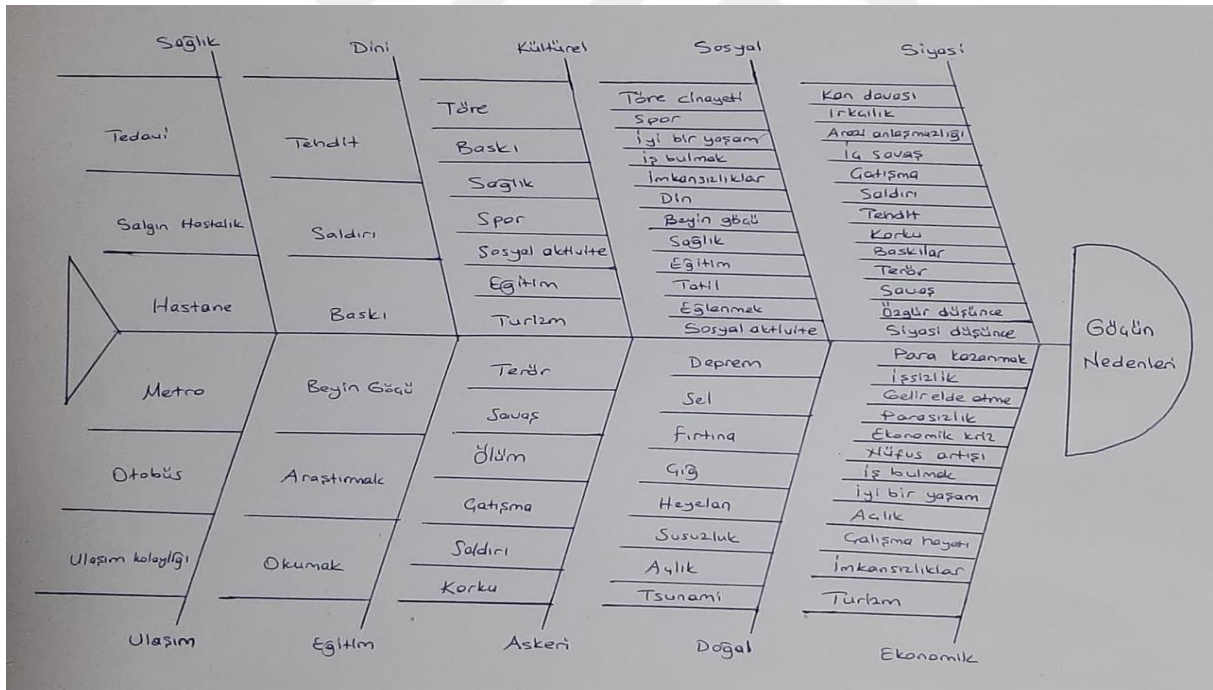 Sağlık
Tedavi
Salgın Hastalık
Hastane
Dini
Tehdit
Saldırı
Baskı
Kültürel
Töre
Baskı
Sağlık
Spor
Sosyal aktivite
Eğitim
Turizm
Sosyal
Töre cinayeti
Spor
İyi bir yaşam
iş bulmak
İmkansızlıklar
Din
Beyin göçü
Sağlık
Eğitim
Tatil
Eğlenmek
Sosyal aktivite
Siyasi
Kan davası
Irkçılık
Arazi anlaşmazlığı
İç savaş
Çatışma
Saldırı
Tehdit
Korku
Baskılar
Terör
Savaş
Özgür düşünce
Siyasi düşünce
Göçün
Nedenleri
Metro
Otobüs
Ulaşım kolaylığı
Ulaşım
Beyin Göçü
Araştırmak
Okumak
Eğitim
Terör
Savaş
Ölüm
Çatışma
Saldırı
Korku
Askeri
Deprem
Sel
Fırtına
Çığ
Heyelan
Susuzluk
Açlık
Tsunami
Doğal
Para kazanmak
İşsizlik
Gelir elde etme
Parasızlık
Ekonomik kriz
Nüfus artışı
iş bulmak
iyi bir yaşam
Açlık
Çalışma hayatı
İmkansızlıklar
Turizm
Ekonomik